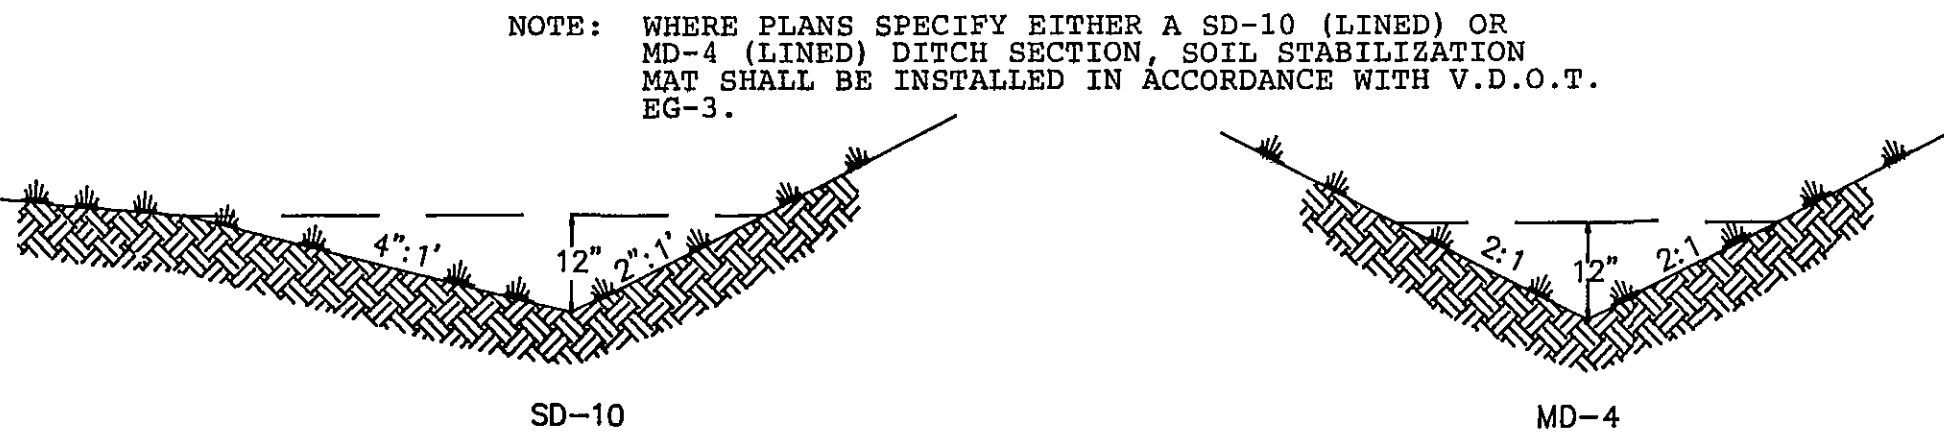 NOTE: WHERE PLANS SPECIFY EITHER A SD-10 (LINED) OR
MD-4 (LINED) DITCH SECTION, SOIL STABILIZATION
MAT SHALL BE INSTALLED IN ACCORDANCE WITH V.D.O.T.
EG-3.
4":1'
12"
2":1'
2:1
12"
2:1
SD-10
MD-4